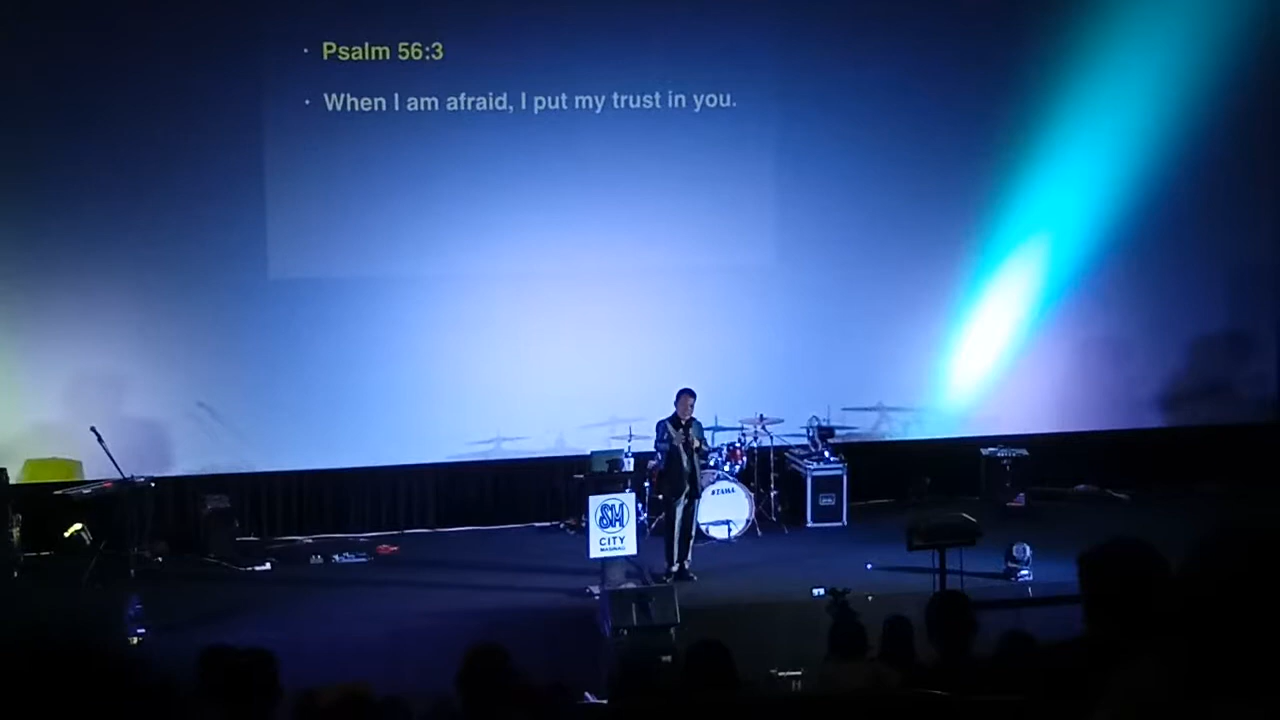 Psalm 56:3
When I am afraid, I put my trust in you.
SM
CITY
MASINAG
TAMA